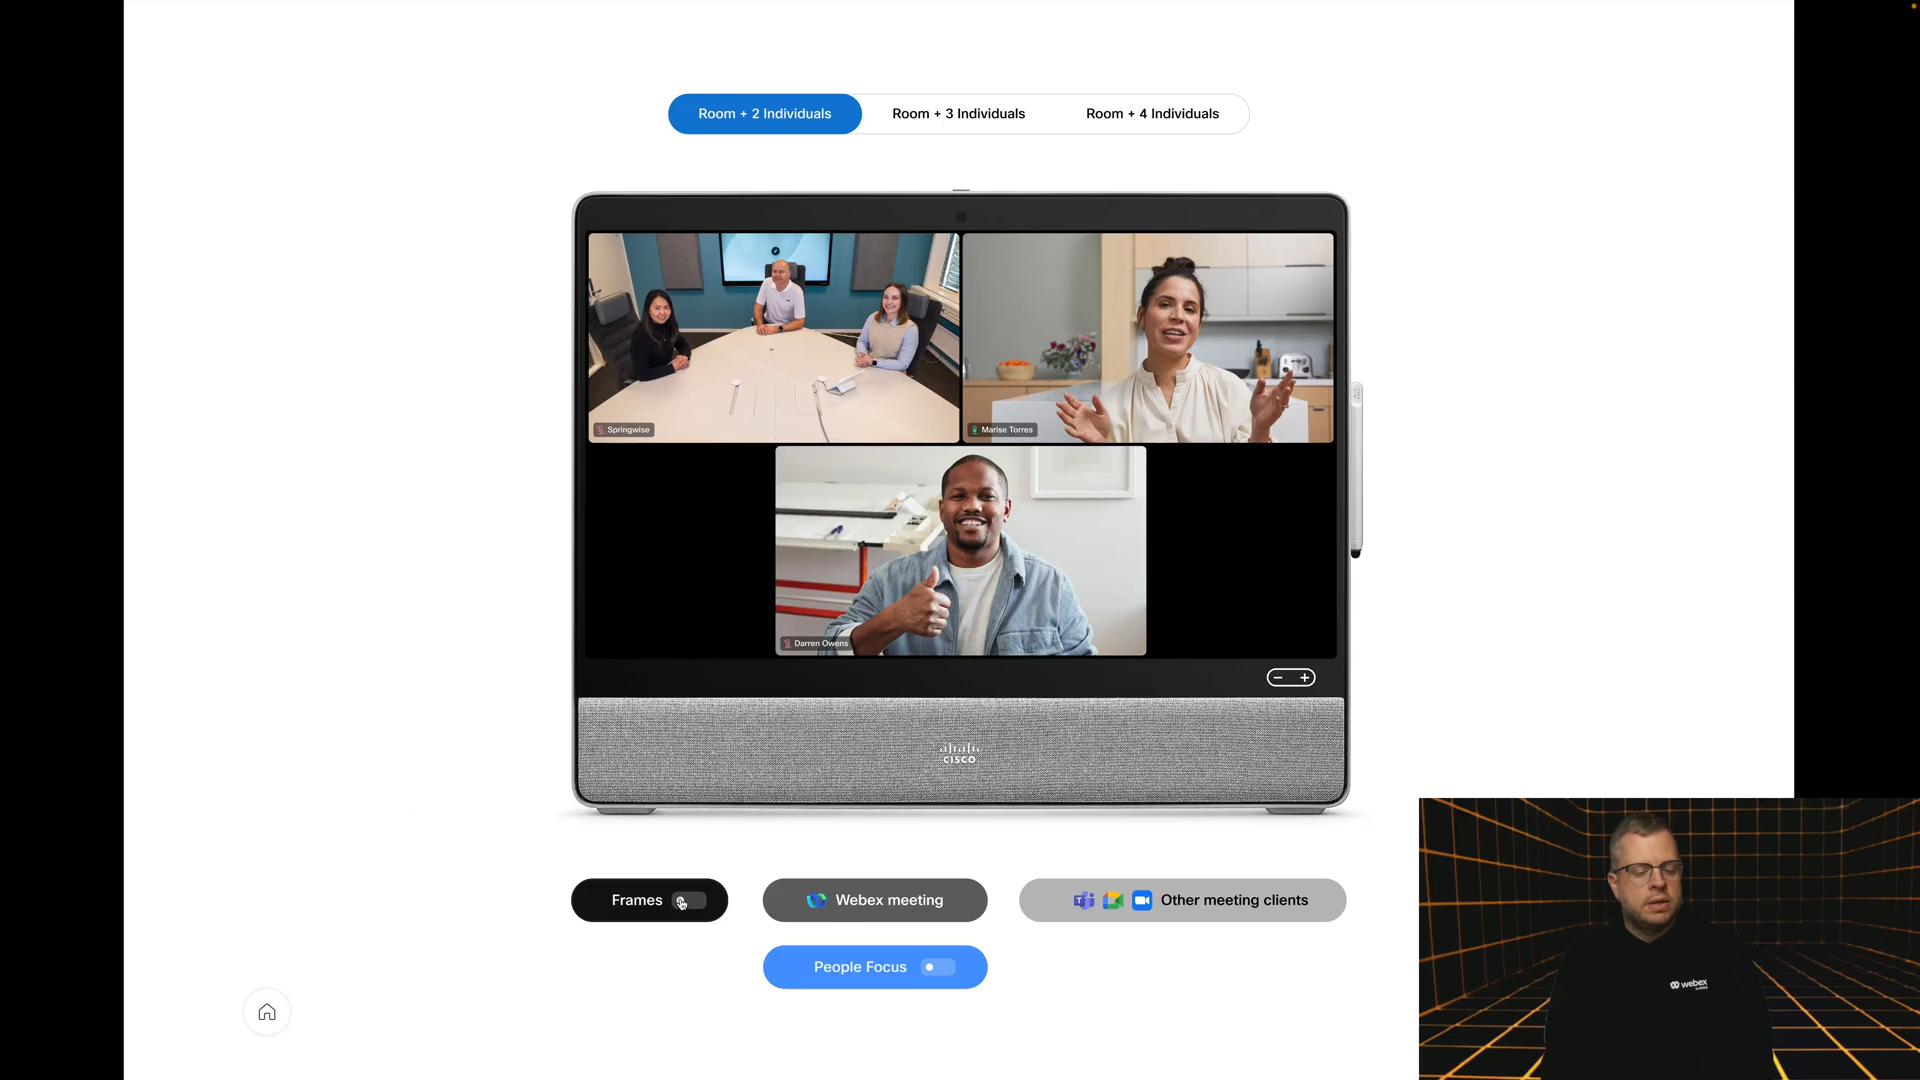 Room + 2 Individuals
Room + 3 Individuals
Room + 4 Individuals
Springwise
Marise Torres
Darren Owens
CISCO
Frames
Webex meeting
Other meeting clients
People Focus
webex